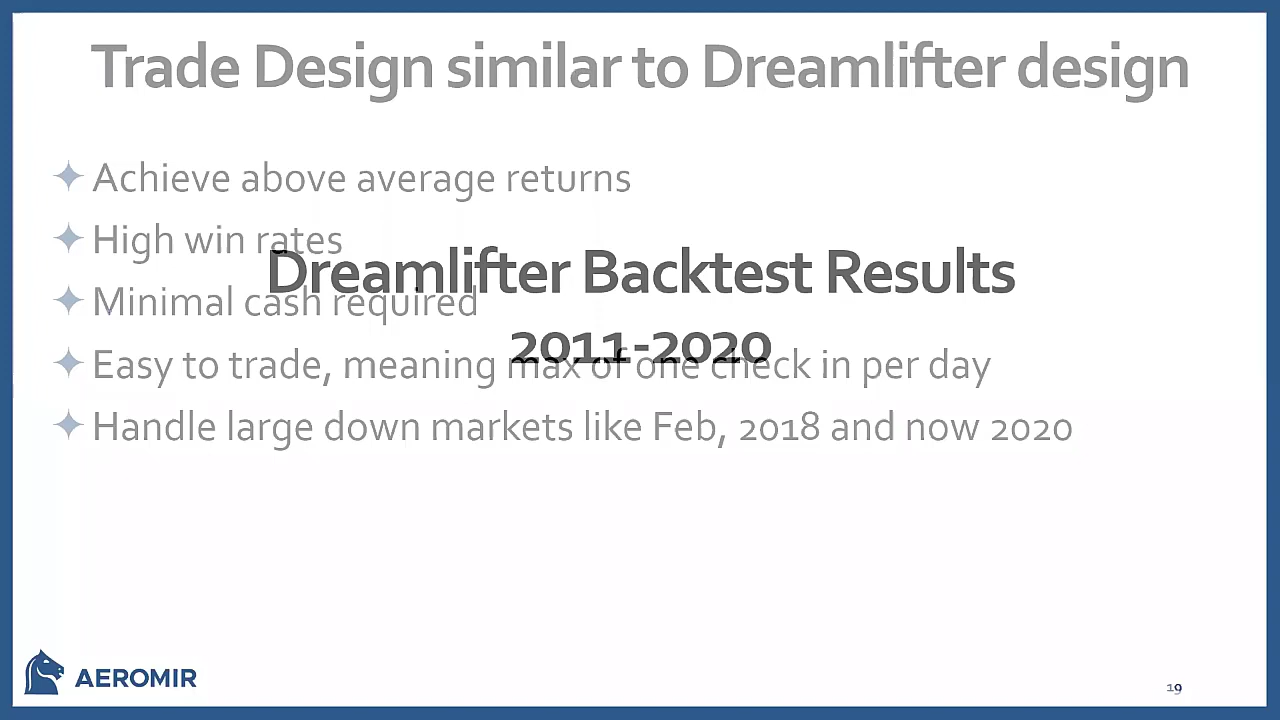 Trade Design similar to Dreamlifter design
Achieve above average returns
High win rates
Dreamlifter Backtest Results
Minimal cash required
2011-2020
Easy to trade, meaning max of one check in per day
Handle large down markets like Feb, 2018 and now 2020
AEROMIR
19